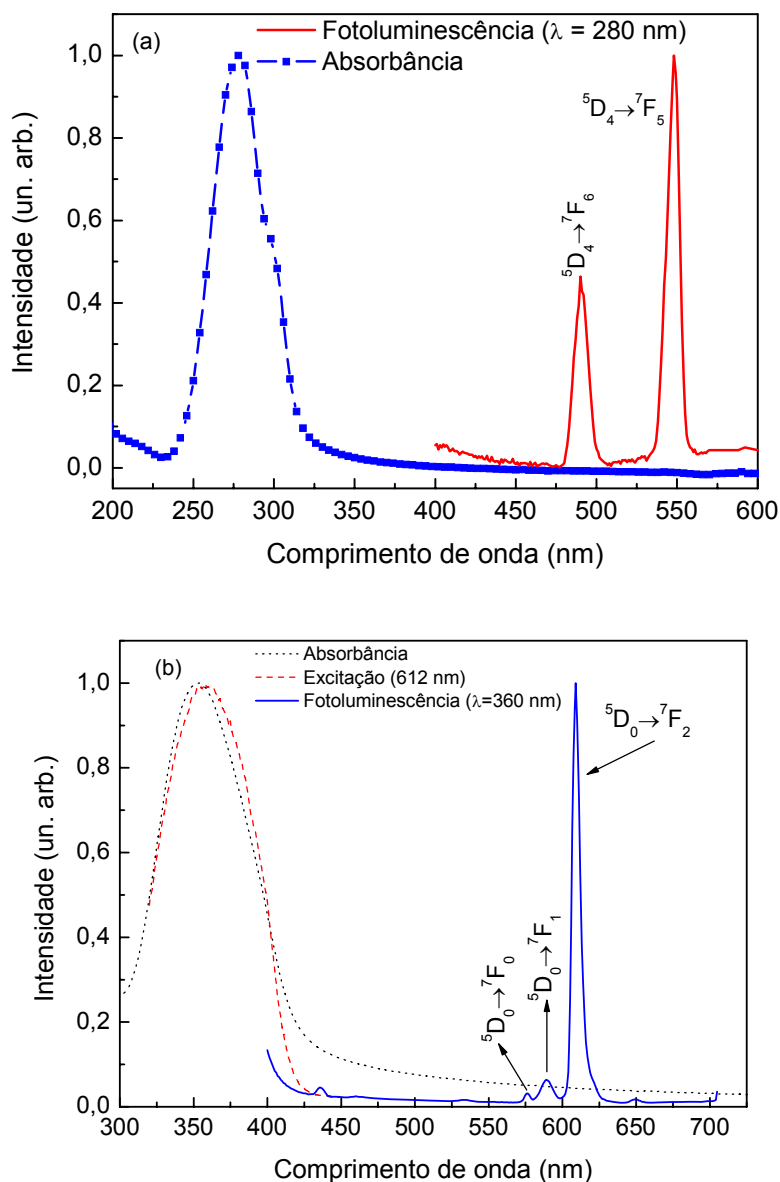 (a)
Fotoluminescência (λ = 280 nm)
Absorbância
⁵D₄→⁷F₅
⁵D₄→⁷F₆
Intensidade (un. arb.)
1,0
0,8
0,6
0,4
0,2
0,0
200 250 300 350 400 450 500 550 600
Comprimento de onda (nm)
(b)
Absorbância
Excitação (612 nm)
Fotoluminescência (λ=360 nm)
⁵D₀→⁷F₂
⁵D₀→⁷F₁
⁵D₀→⁷F₀
Intensidade (un. arb.)
1,0
0,8
0,6
0,4
0,2
0,0
300 350 400 450 500 550 600 650 700
Comprimento de onda (nm)